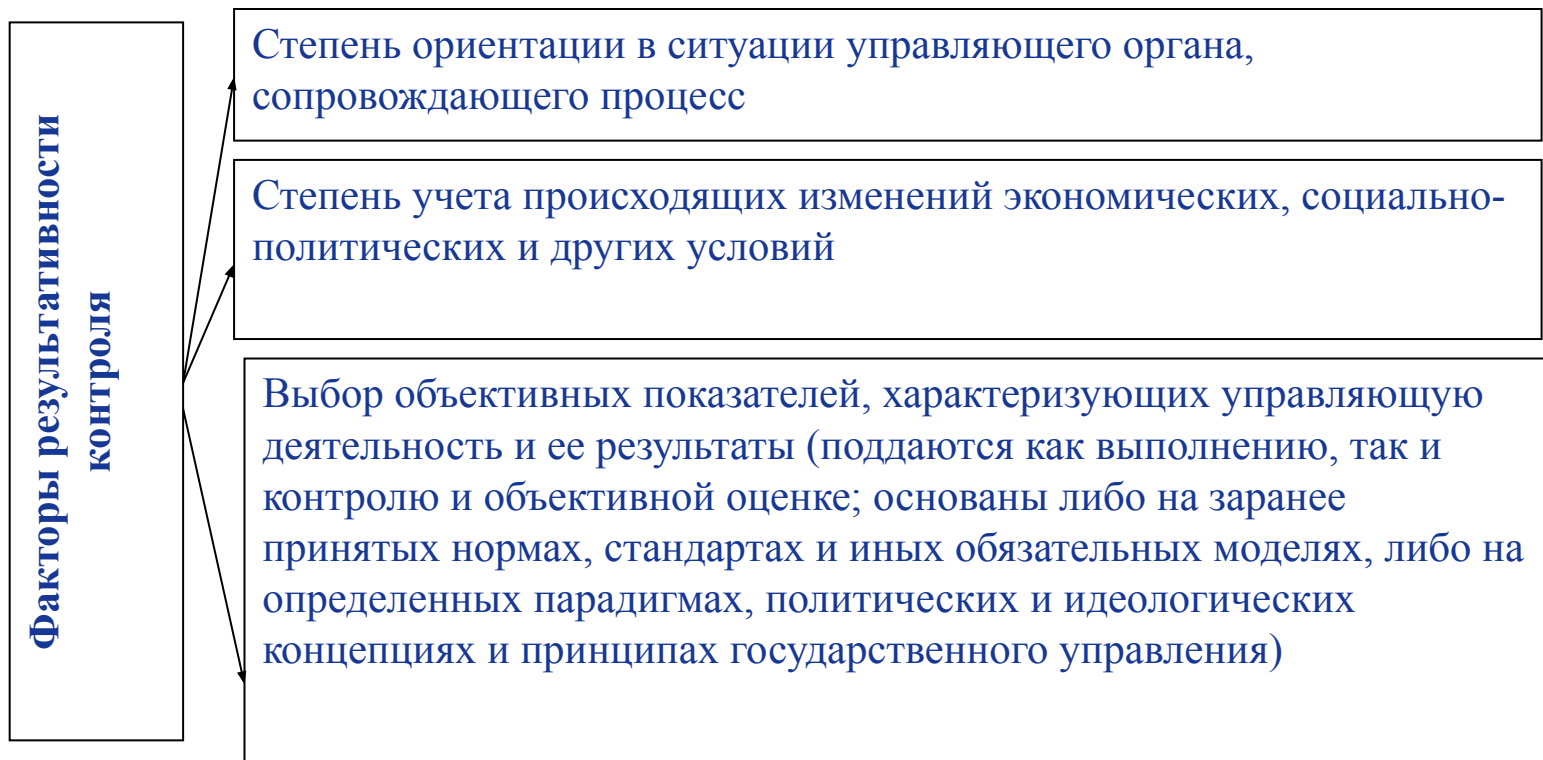 Факторы результативности
контроля
Степень ориентации в ситуации управляющего органа,
сопровождающего процесс
Степень учета происходящих изменений экономических, социально-
политических и других условий
Выбор объективных показателей, характеризующих управляющую
деятельность и ее результаты (поддаются как выполнению, так и
контролю и объективной оценке; основаны либо на заранее
принятых нормах, стандартах и иных обязательных моделях, либо на
определенных парадигмах, политических и идеологических
концепциях и принципах государственного управления)